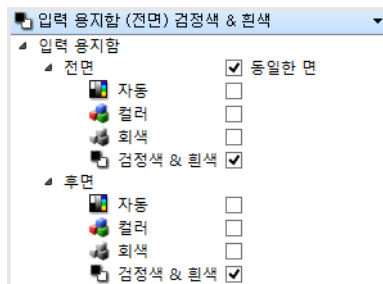 입력 용지함 (전면) 검정색 & 흰색
입력 용지함
전면 동일한 면
자동
컬러
회색
검정색 & 흰색
후면
자동
컬러
회색
검정색 & 흰색